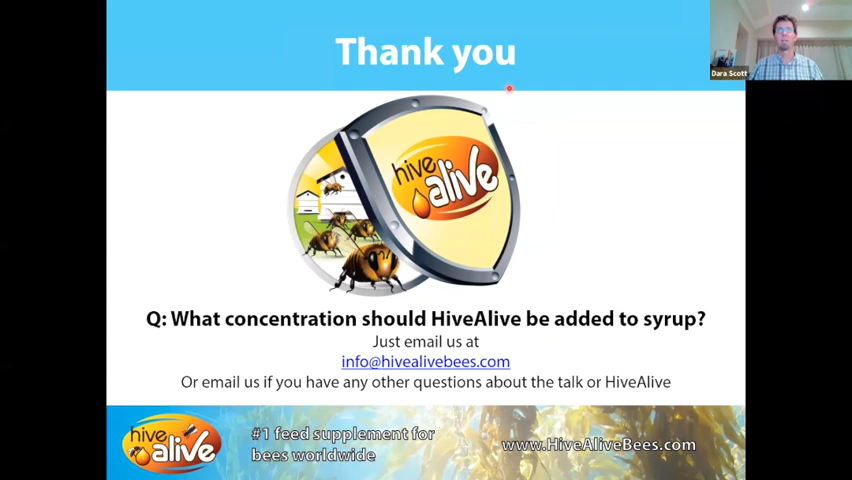 Thank you
Dara Scott
hive
alive
Q: What concentration should HiveAlive be added to syrup?
Just email us at
info@hivealivebees.com
Or email us if you have any other questions about the talk or HiveAlive
hive
alive
#1 feed supplement for
bees worldwide
www.HiveAliveBees.com